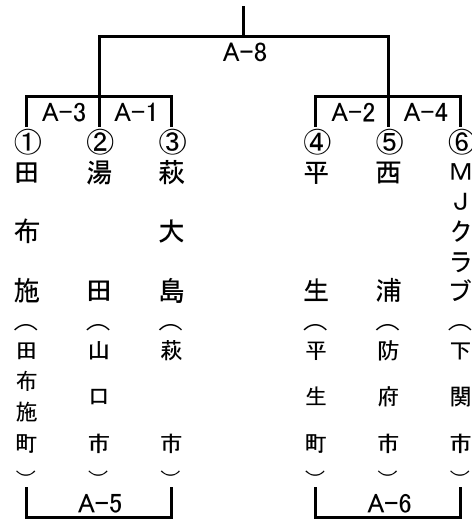 A-8
A-3 A-1 A-2 A-4
① ② ③ ④ ⑤ ⑥
田布施(田布施町)
湯田(山口市)
萩大島(萩市)
平生(平生町)
西浦(防府市)
MJクラブ(下関市)
A-5 A-6